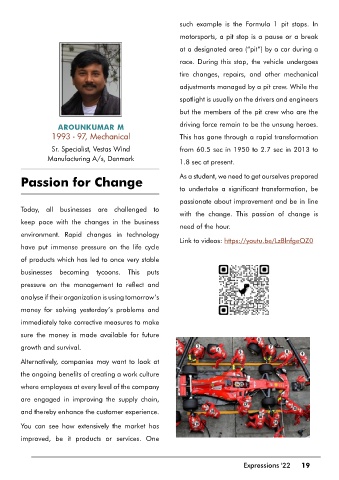 AROUNKUMAR M
1993 - 97, Mechanical
Sr. Specialist, Vestas Wind
Manufacturing A/s, Denmark
Passion for Change
Today, all businesses are challenged to
keep pace with the changes in the business
environment. Rapid changes in technology
have put immense pressure on the life cycle
of products which has led to once very stable
businesses becoming tycoons. This puts
pressure on the management to reflect and
analyse if their organization is using tomorrow's
money for solving yesterday's problems and
immediately take corrective measures to make
sure the money is made available for future
growth and survival.
Alternatively, companies may want to look at
the ongoing benefits of creating a work culture
where employees at every level of the company
are engaged in improving the supply chain,
and thereby enhance the customer experience.
You can see how extensively the market has
improved, be it products or services. One
such example is the Formula 1 pit stops. In
motorsports, a pit stop is a pause or a break
at a designated area ("pit") by a car during a
race. During this stop, the vehicle undergoes
tire changes, repairs, and other mechanical
adjustments managed by a pit crew. While the
spotlight is usually on the drivers and engineers
but the members of the pit crew who are the
driving force remain to be the unsung heroes.
This has gone through a rapid transformation
from 60.5 sec in 1950 to 2.7 sec in 2013 to
1.8 sec at present.
As a student, we need to get ourselves prepared
to undertake a significant transformation, be
passionate about improvement and be in line
with the change. This passion of change is
need of the hour.
Link to videos: https://youtu.be/LzBlnfgeOZ0
Expressions '22 19